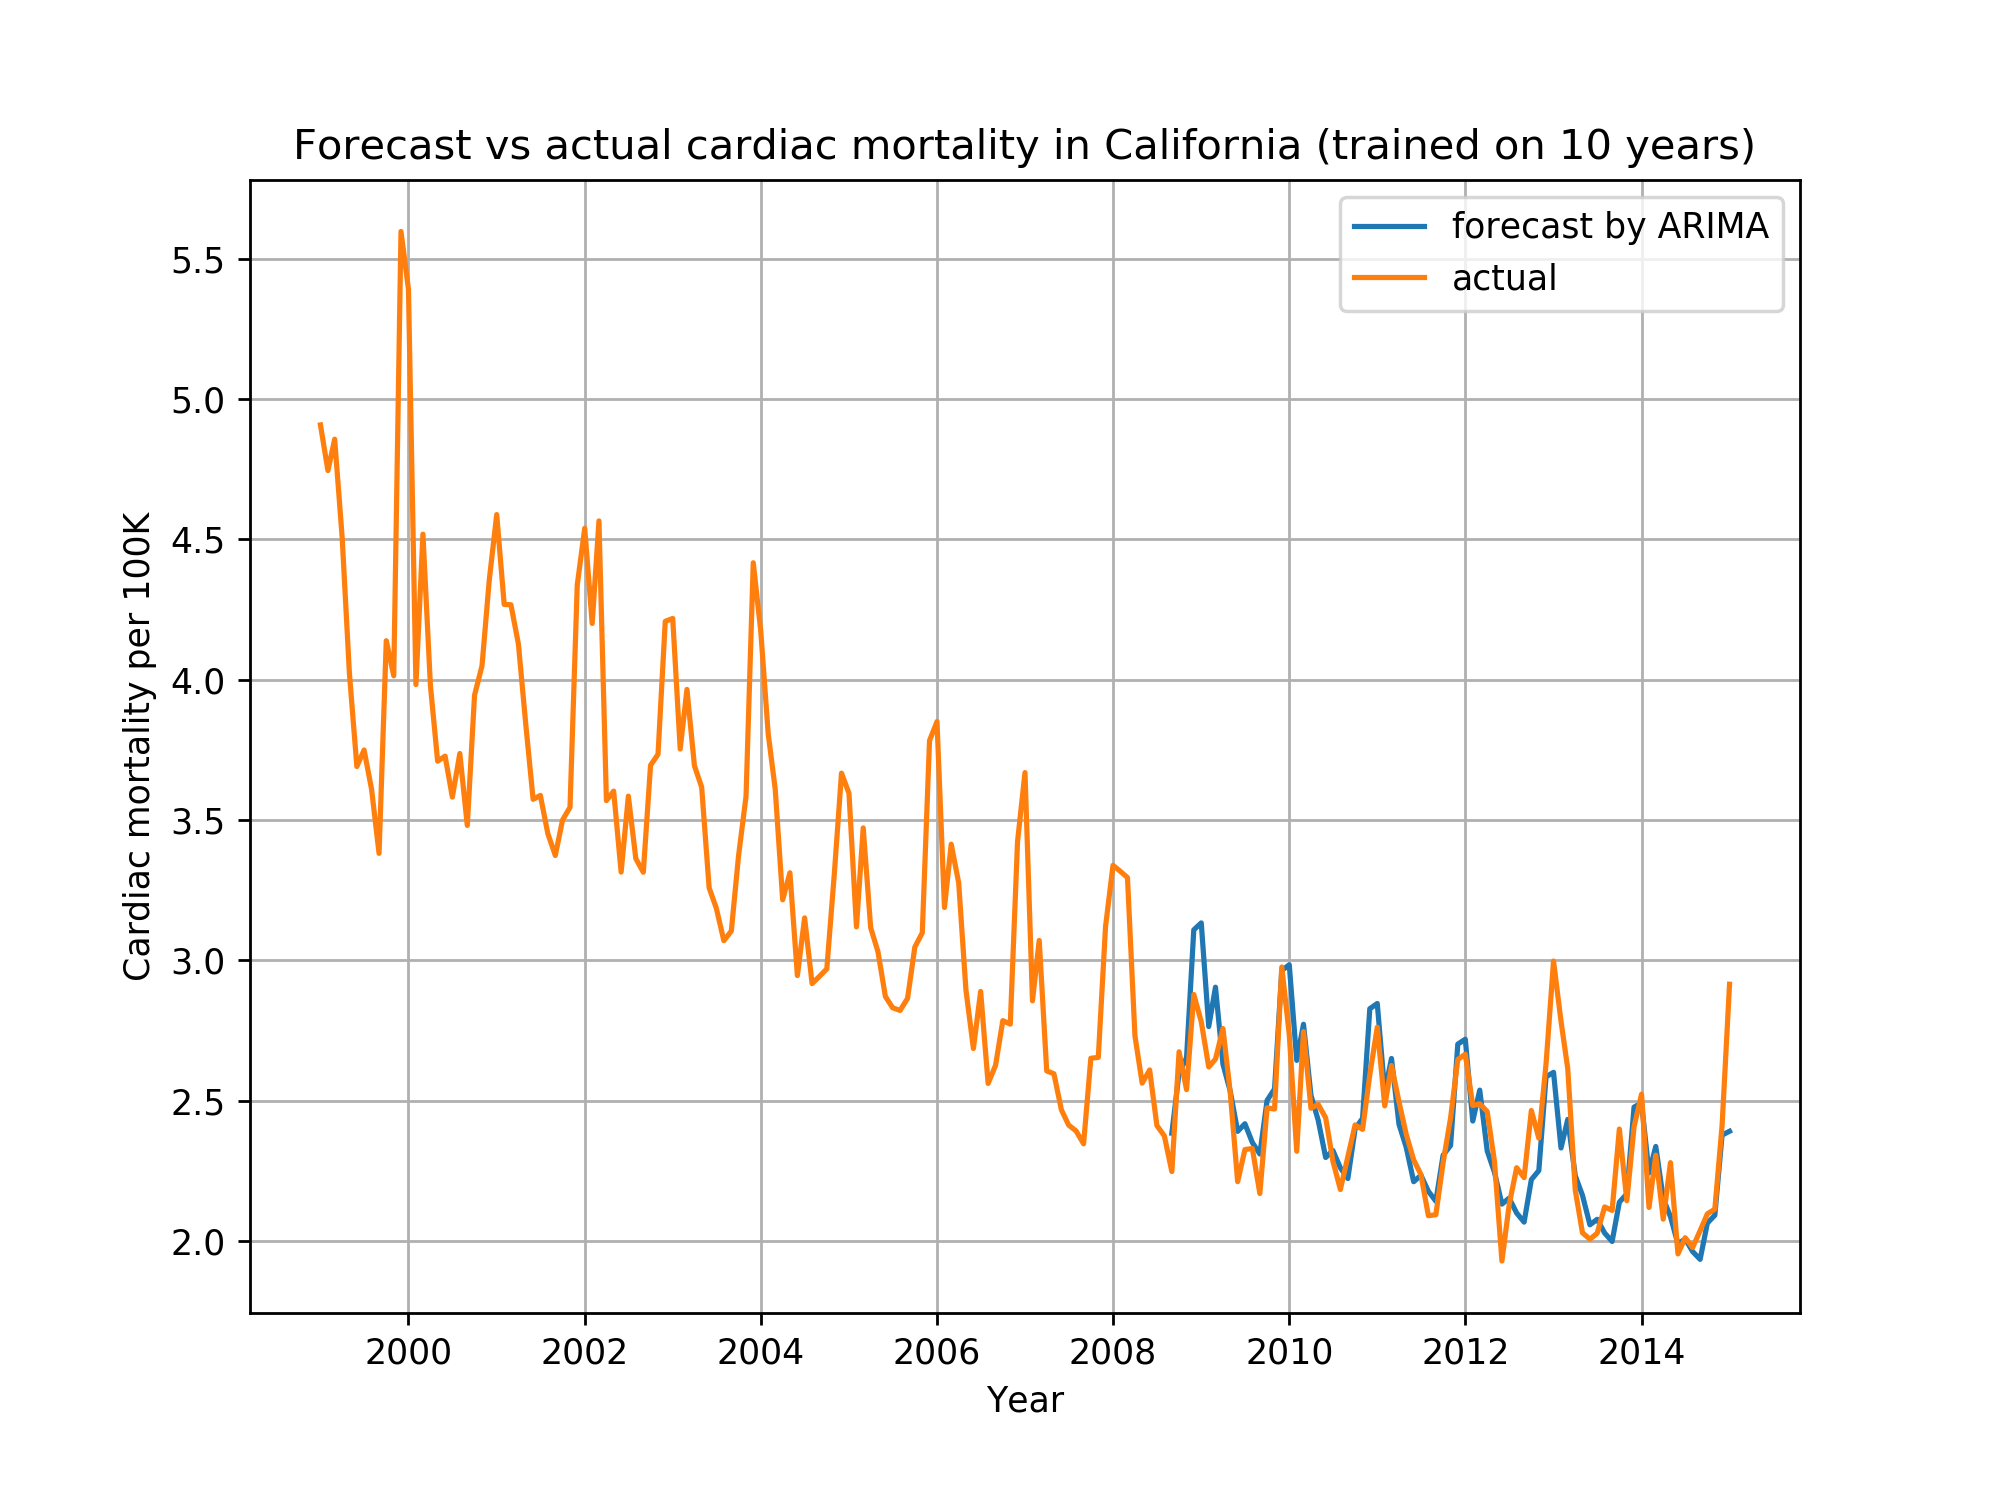 Forecast vs actual cardiac mortality in California (trained on 10 years)
forecast by ARIMA
actual
5.5
5.0
4.5
4.0
3.5
3.0
2.5
2.0
Cardiac mortality per 100K
2000 2002 2004 2006 2008 2010 2012 2014
Year